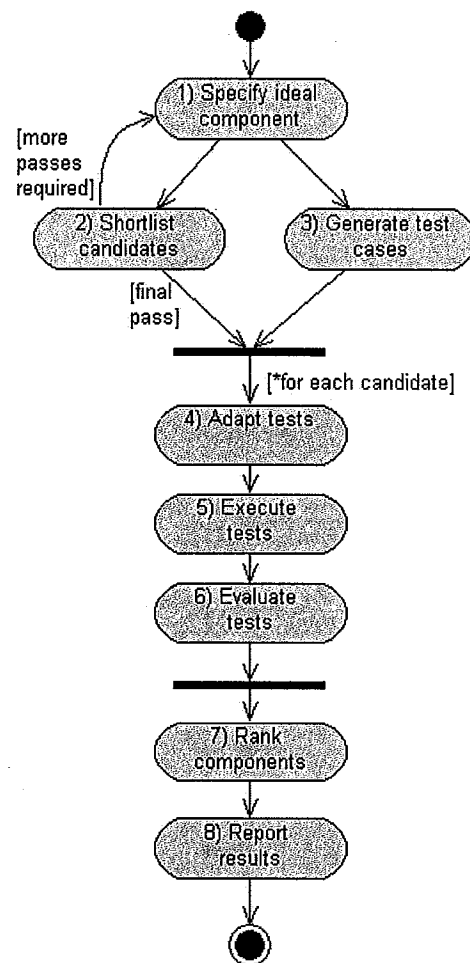 1) Specify ideal
component
[more
passes
required]
2) Shortlist
candidates
3) Generate test
cases
[final
pass]
[*for each candidate]
4) Adapt tests
5) Execute
tests
6) Evaluate
tests
7) Rank
components
8) Report
results